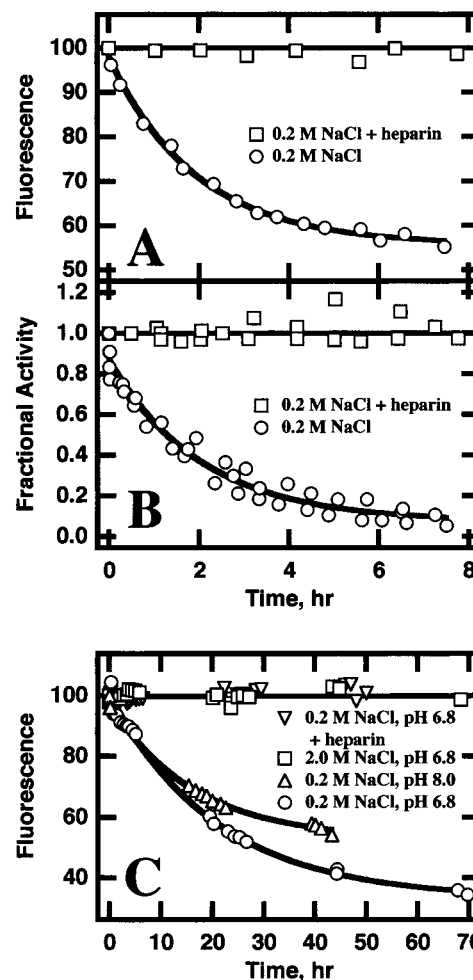 100
90
80
70
60
50
Fluorescence
□ 0.2 M NaCl + heparin
○ 0.2 M NaCl
A
1.2
1.0
0.8
0.6
0.4
0.2
0.0
Fractional Activity
□ 0.2 M NaCl + heparin
○ 0.2 M NaCl
B
0 2 4 6 8
Time, hr
100
80
60
40
Fluorescence
▽ 0.2 M NaCl, pH 6.8
+ heparin
□ 2.0 M NaCl, pH 6.8
△ 0.2 M NaCl, pH 8.0
○ 0.2 M NaCl, pH 6.8
C
0 10 20 30 40 50 60 70
Time, hr